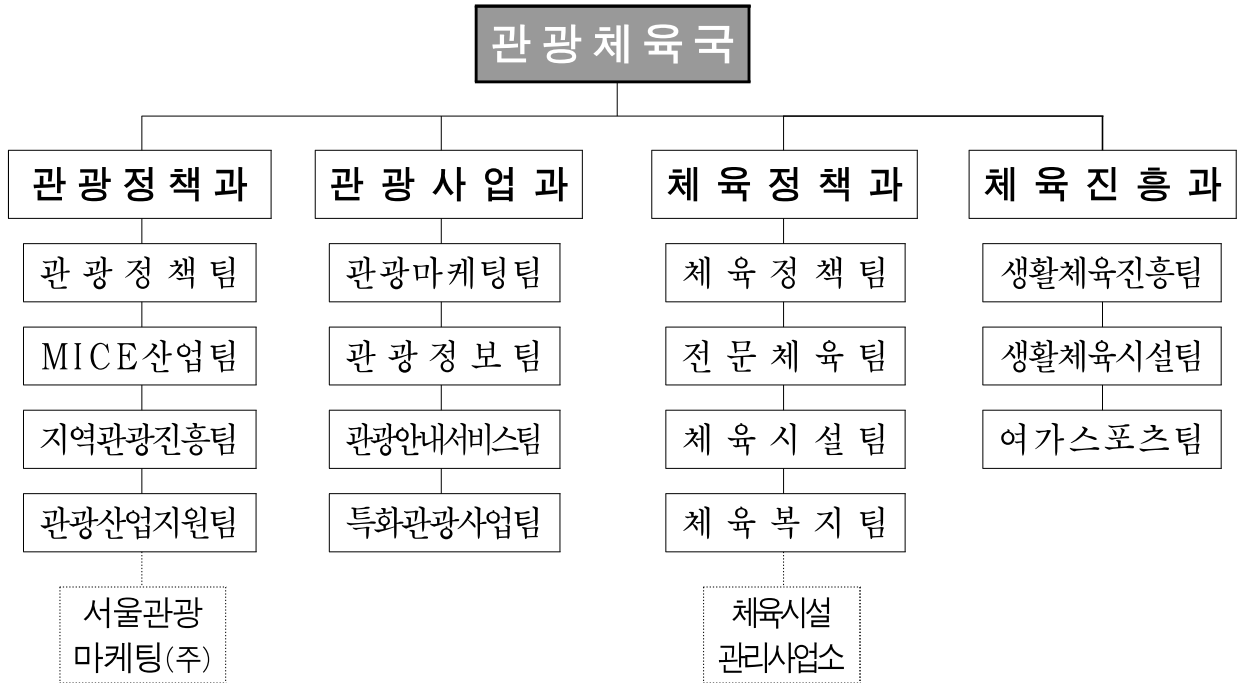 관광체육국
관광정책과
관광사업과
체육정책과
체육진흥과
관광정책팀
관광마케팅팀
체육정책팀
생활체육진흥팀
MICE산업팀
관광정보팀
전문체육팀
생활체육시설팀
지역관광진흥팀
관광안내서비스팀
체육시설팀
여가스포츠팀
관광산업지원팀
특화관광사업팀
체육복지팀
서울관광
마케팅(주)
체육시설
관리사업소